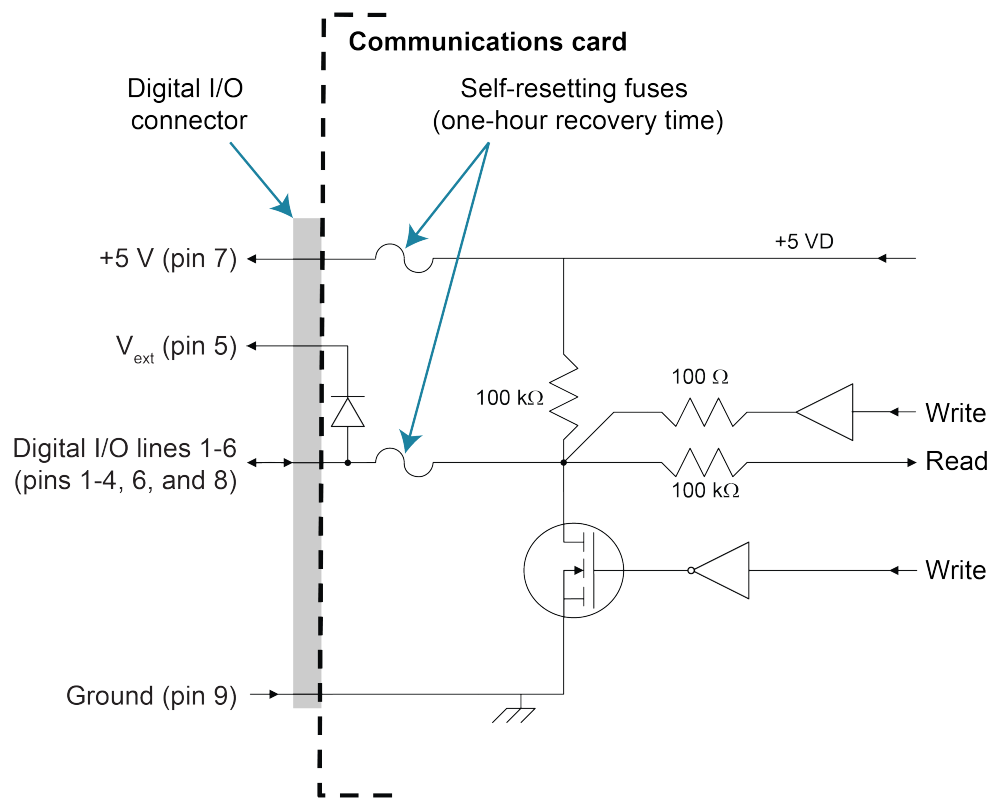 Communications card
Digital I/O
connector
Self-resetting fuses
(one-hour recovery time)
+5 V (pin 7)
+5 VD
Vext (pin 5)
100 kΩ
100 Ω
Write
Digital I/O lines 1-6
(pins 1-4, 6, and 8)
Read
100 kΩ
Write
Ground (pin 9)